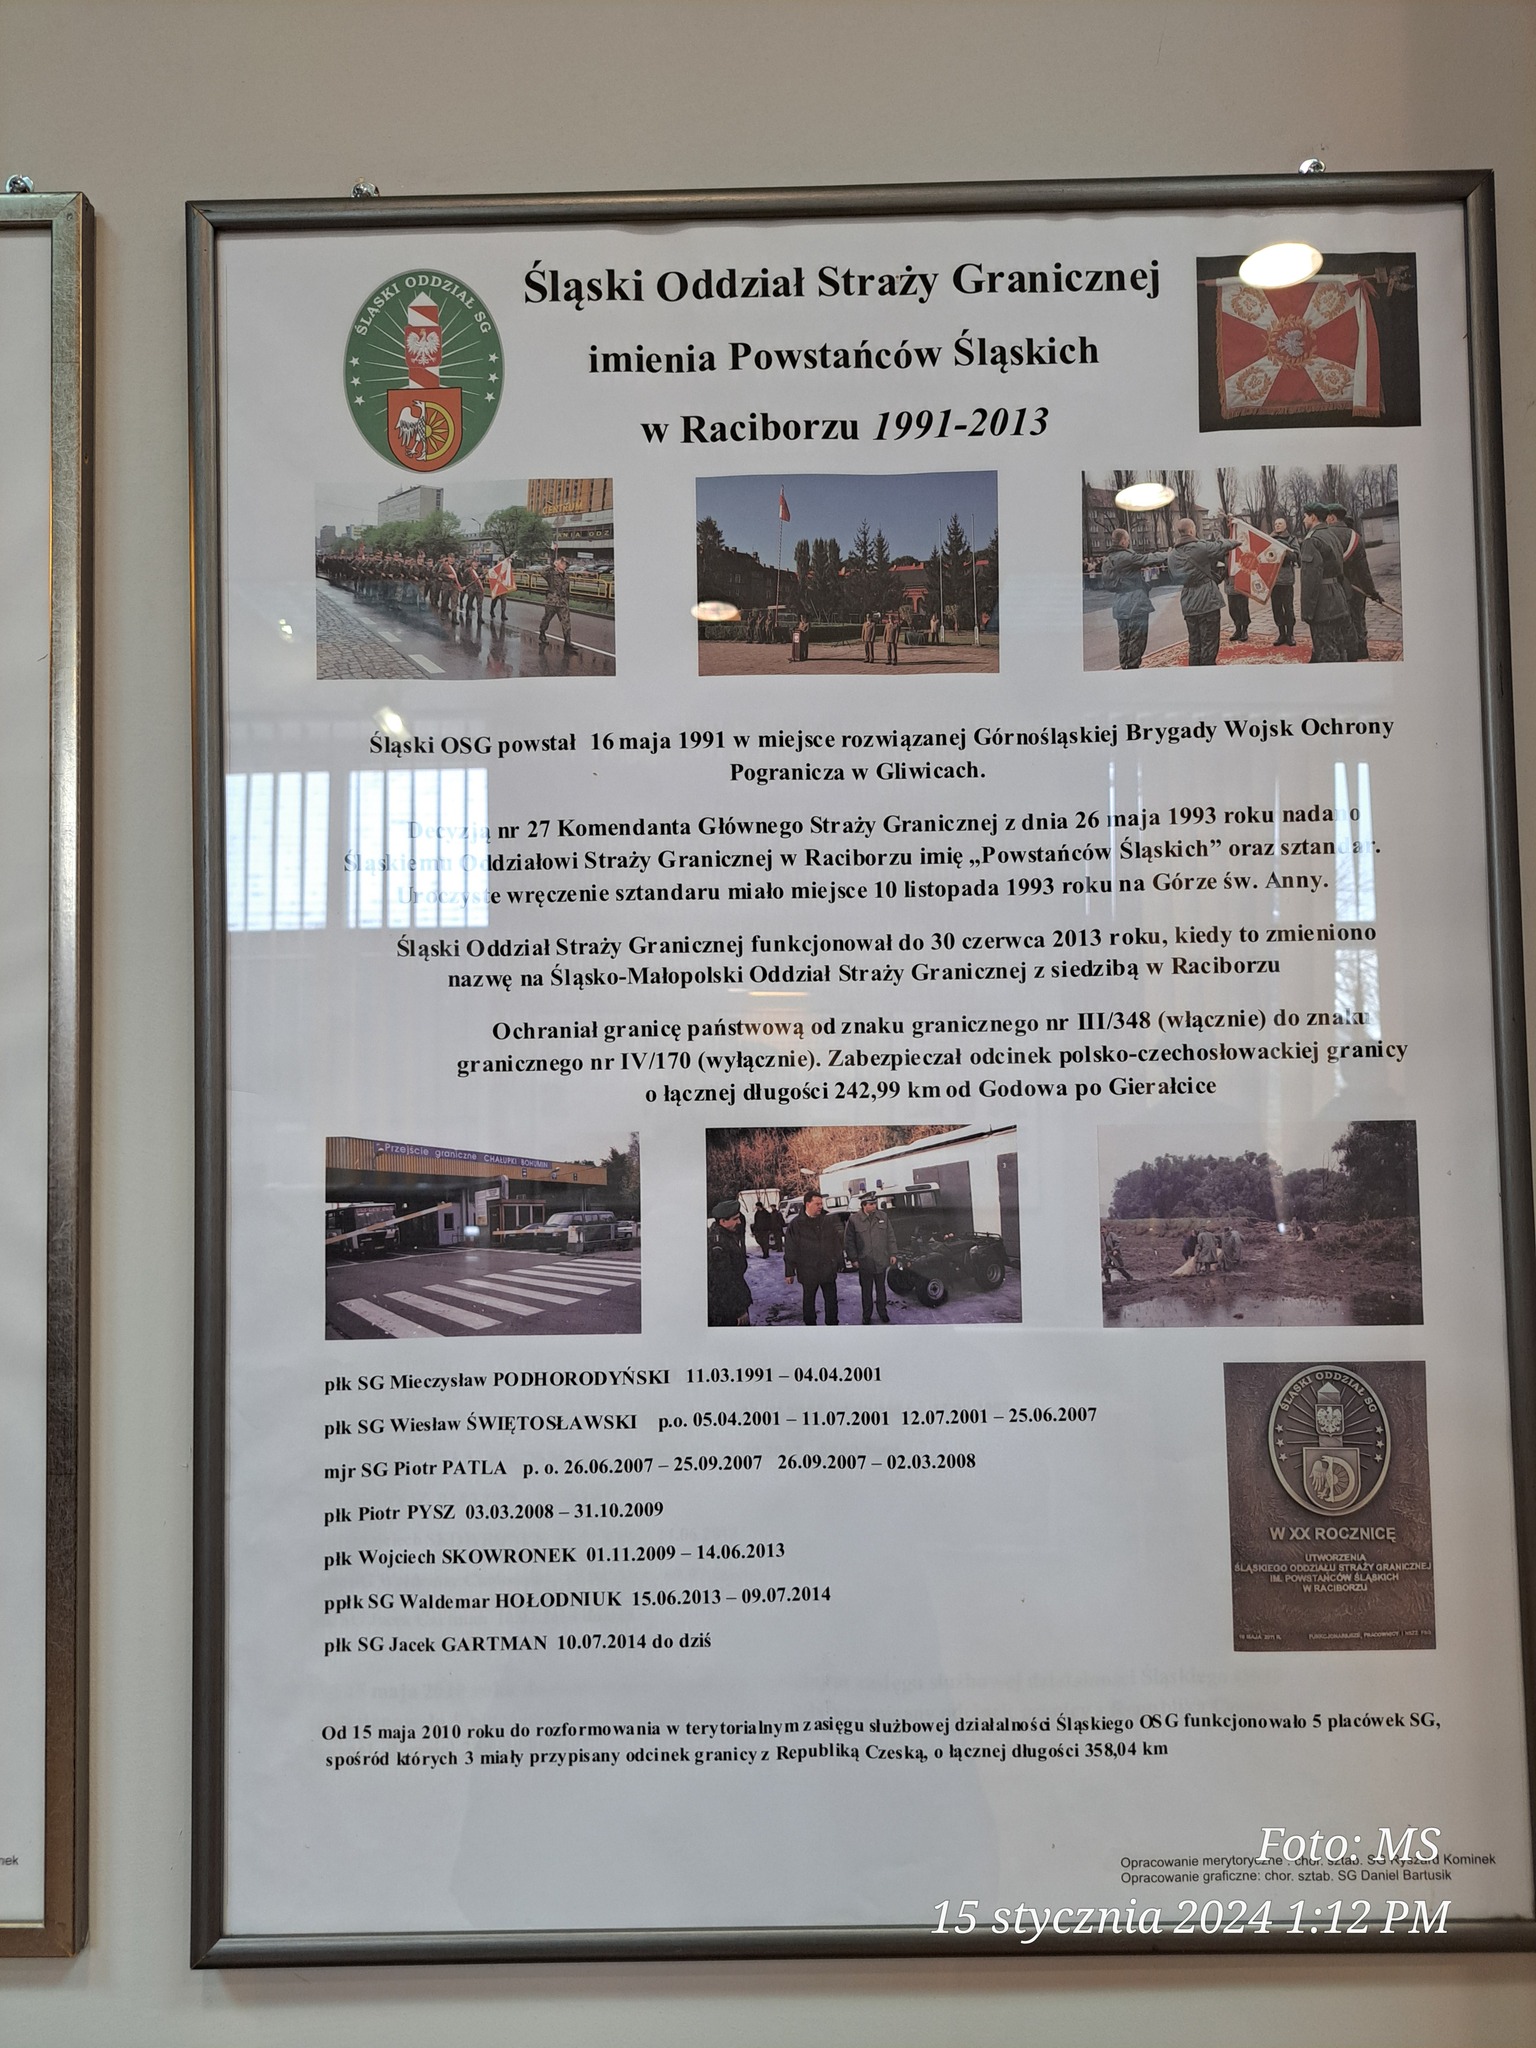 ŚLĄSKI ODDZIAŁ SG
Śląski Oddział Straży Granicznej
imienia Powstańców Śląskich
w Raciborzu 1991-2013
CENTRUM
Śląski OSG powstał 16 maja 1991 w miejsce rozwiązanej Górnośląskiej Brygady Wojsk Ochrony
Pogranicza w Gliwicach.
Decyzją nr 27 Komendanta Głównego Straży Granicznej z dnia 26 maja 1993 roku nadano
Śląskiemu Oddziałowi Straży Granicznej w Raciborzu imię „Powstańców Śląskich” oraz sztandar.
Uroczyste wręczenie sztandaru miało miejsce 10 listopada 1993 roku na Górze św. Anny.
Śląski Oddział Straży Granicznej funkcjonował do 30 czerwca 2013 roku, kiedy to zmieniono
nazwę na Śląsko-Małopolski Oddział Straży Granicznej z siedzibą w Raciborzu
Ochraniał granicę państwową od znaku granicznego nr III/348 (włącznie) do znaku
granicznego nr IV/170 (wyłącznie). Zabezpieczał odcinek polsko-czechosłowackiej granicy
o łącznej długości 242,99 km od Godowa po Gierałcice
Przejście graniczne CHAŁUPKI BOHUMIN
płk SG Mieczysław PODHORODYŃSKI 11.03.1991 – 04.04.2001
płk SG Wiesław ŚWIĘTOSŁAWSKI p.o. 05.04.2001 – 11.07.2001 12.07.2001 – 25.06.2007
mjr SG Piotr PATLA p. o. 26.06.2007 – 25.09.2007 26.09.2007 – 02.03.2008
płk Piotr PYSZ 03.03.2008 – 31.10.2009
płk Wojciech SKOWRONEK 01.11.2009 – 14.06.2013
ppłk SG Waldemar HOŁODNIUK 15.06.2013 – 09.07.2014
płk SG Jacek GARTMAN 10.07.2014 do dziś
ŚLĄSKI ODDZIAŁ SG
W XX ROCZNICĘ
UTWORZENIA
ŚLĄSKIEGO ODDZIAŁU STRAŻY GRANICZNEJ
IM. POWSTAŃCÓW ŚLĄSKICH
W RACIBORZU
16 MAJA 2011 R. FUNKCJONARIUSZE, PRACOWNICY I
Od 15 maja 2010 roku do rozformowania w terytorialnym zasięgu służbowej działalności Śląskiego OSG funkcjonowało 5 placówek SG,
spośród których 3 miały przypisany odcinek granicy z Republiką Czeską, o łącznej długości 358,04 km
Opracowanie merytoryczne : chor. sztab. SG Ryszard Kominek
Opracowanie graficzne: chor. sztab. SG Daniel Bartusik
Foto: MS
15 stycznia 2024 1:12 PM